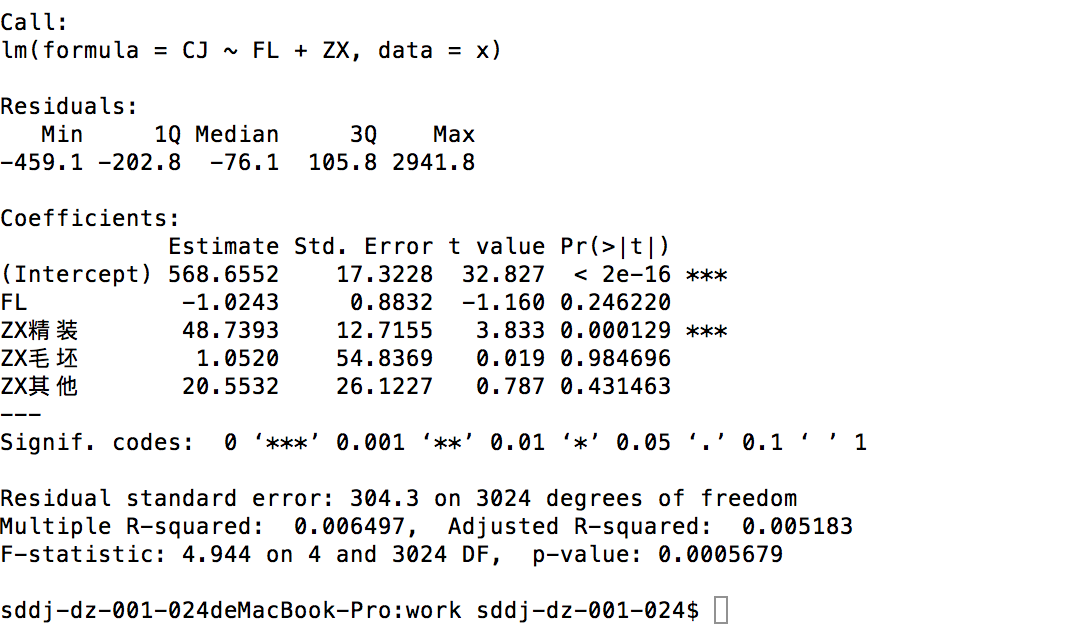 Call:
lm(formula = CJ ~ FL + ZX, data = x)
Residuals:
   Min     1Q Median     3Q    Max
-459.1 -202.8  -76.1  105.8 2941.8
Coefficients:
            Estimate Std. Error t value Pr(>|t|)
(Intercept) 568.6552    17.3228  32.827  < 2e-16 ***
FL           -1.0243     0.8832  -1.160 0.246220
ZX精装       48.7393    12.7155   3.833 0.000129 ***
ZX毛坯        1.0520    54.8369   0.019 0.984696
ZX其他       20.5532    26.1227   0.787 0.431463
---
Signif. codes:  0 ‘***’ 0.001 ‘**’ 0.01 ‘*’ 0.05 ‘.’ 0.1 ‘ ’ 1
Residual standard error: 304.3 on 3024 degrees of freedom
Multiple R-squared:  0.006497,	Adjusted R-squared:  0.005183
F-statistic: 4.944 on 4 and 3024 DF,  p-value: 0.0005679
sddj-dz-001-024deMacBook-Pro:work sddj-dz-001-024$